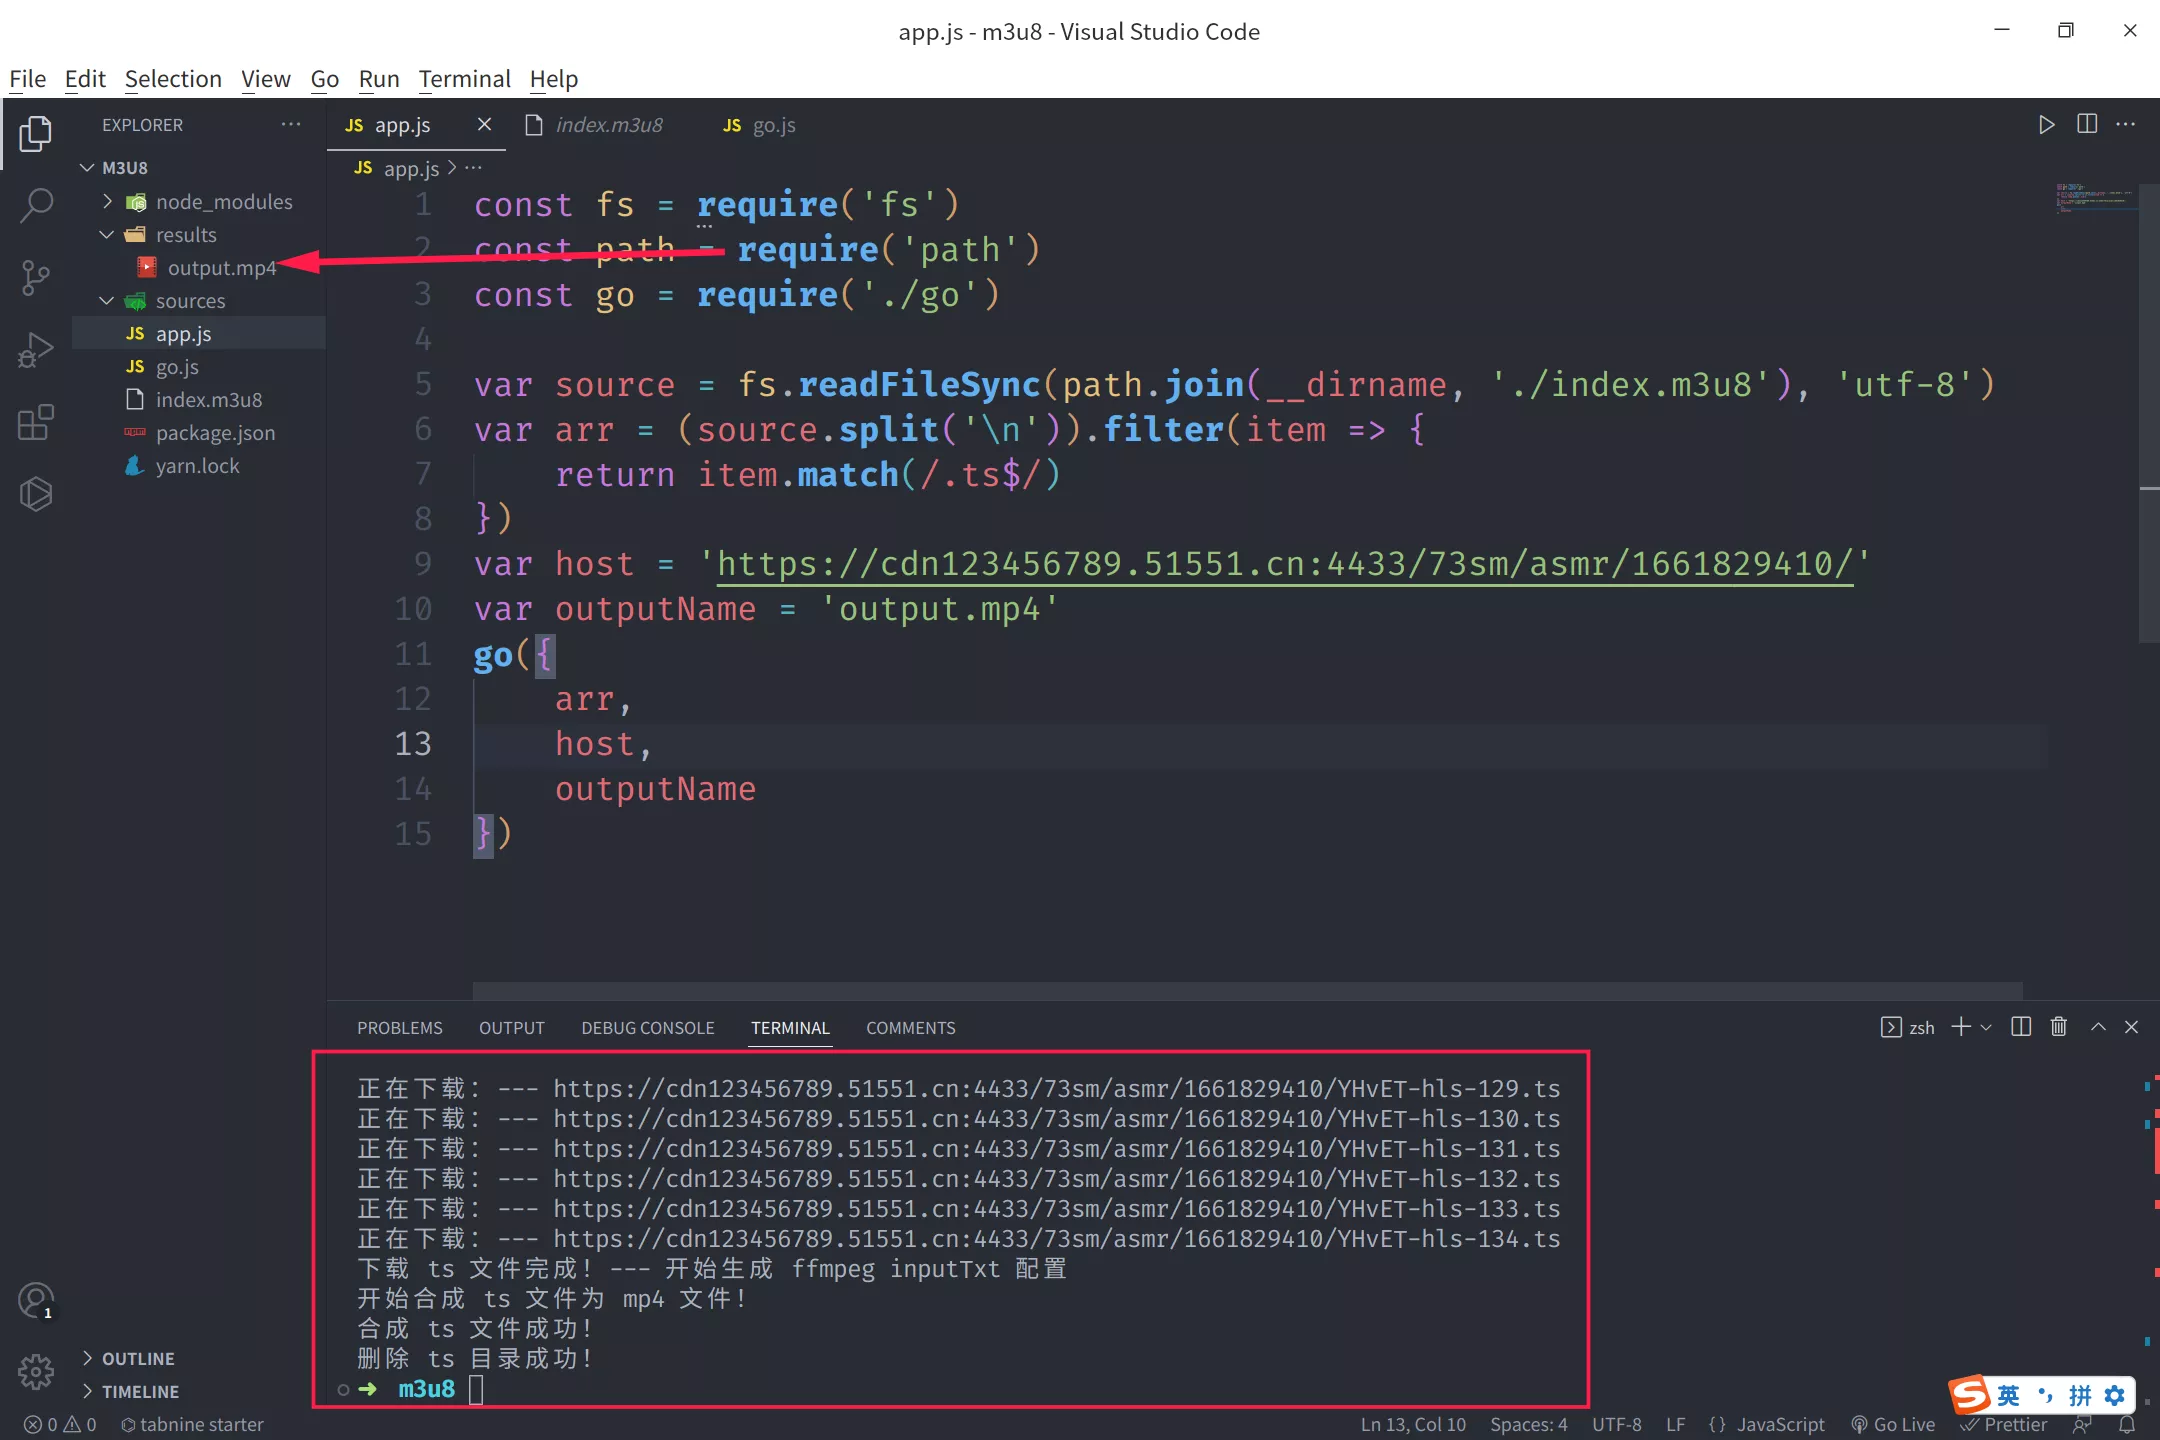 app.js - m3u8 - Visual Studio Code
File Edit Selection View Go Run Terminal Help
EXPLORER
M3U8
node_modules
results
output.mp4
sources
app.js
go.js
index.m3u8
package.json
yarn.lock
OUTLINE
TIMELINE
JS app.js index.m3u8 JS go.js
JS app.js > ...
1 const fs = require('fs')
2 const path = require('path')
3 const go = require('./go')
4
5 var source = fs.readFileSync(path.join(__dirname, './index.m3u8'), 'utf-8')
6 var arr = (source.split('\n')).filter(item => {
7 return item.match(/.ts$/)
8 })
9 var host = 'https://cdn123456789.51551.cn:4433/73sm/asmr/1661829410/'
10 var outputName = 'output.mp4'
11 go({
12 arr,
13 host,
14 outputName
15 })
PROBLEMS OUTPUT DEBUG CONSOLE TERMINAL COMMENTS zsh
正在下载: --- https://cdn123456789.51551.cn:4433/73sm/asmr/1661829410/YHvET-hls-129.ts
正在下载: --- https://cdn123456789.51551.cn:4433/73sm/asmr/1661829410/YHvET-hls-130.ts
正在下载: --- https://cdn123456789.51551.cn:4433/73sm/asmr/1661829410/YHvET-hls-131.ts
正在下载: --- https://cdn123456789.51551.cn:4433/73sm/asmr/1661829410/YHvET-hls-132.ts
正在下载: --- https://cdn123456789.51551.cn:4433/73sm/asmr/1661829410/YHvET-hls-133.ts
正在下载: --- https://cdn123456789.51551.cn:4433/73sm/asmr/1661829410/YHvET-hls-134.ts
下载 ts 文件完成! --- 开始生成 ffmpeg inputTxt 配置
开始合成 ts 文件为 mp4 文件!
合成 ts 文件成功!
删除 ts 目录成功!
➜ m3u8
1
S 英 •, 拼
0 0 tabnine starter Ln 13, Col 10 Spaces: 4 UTF-8 LF {} JavaScript Go Live Prettier